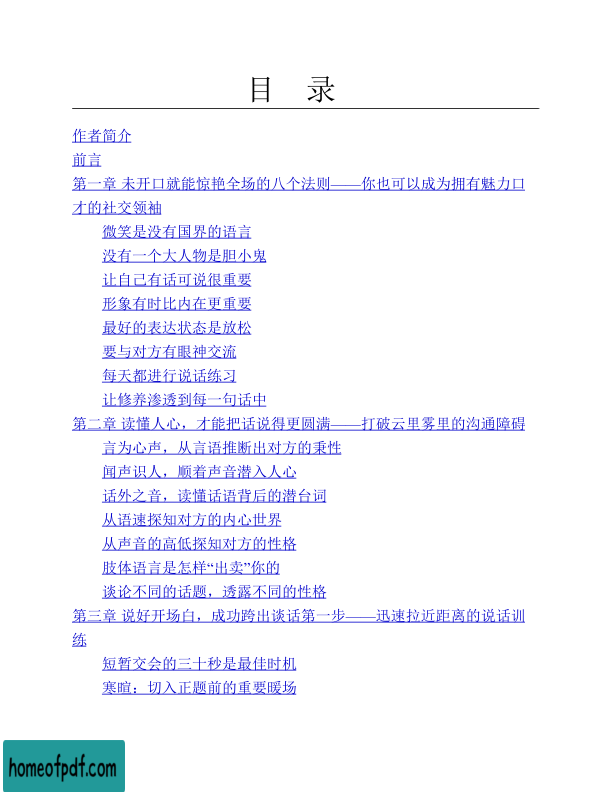 目 录
作者简介
前言
第一章 未开口就能惊艳全场的八个法则——你也可以成为拥有魅力口
才的社交领袖
微笑是没有国界的语言
没有一个大人物是胆小鬼
让自己有话可说很重要
形象有时比内在更重要
最好的表达状态是放松
要与对方有眼神交流
每天都进行说话练习
让修养渗透到每一句话中
第二章 读懂人心，才能把话说得更圆满——打破云里雾里的沟通障碍
言为心声，从言语推断出对方的秉性
闻声识人，顺着声音潜入人心
话外之音，读懂话语背后的潜台词
从语速探知对方的内心世界
从声音的高低探知对方的性格
肢体语言是怎样“出卖”你的
谈论不同的话题，透露不同的性格
第三章 说好开场白，成功跨出谈话第一步——迅速拉近距离的说话训
练
短暂交会的三十秒是最佳时机
寒暄：切入正题前的重要暖场
homeofpdf.com